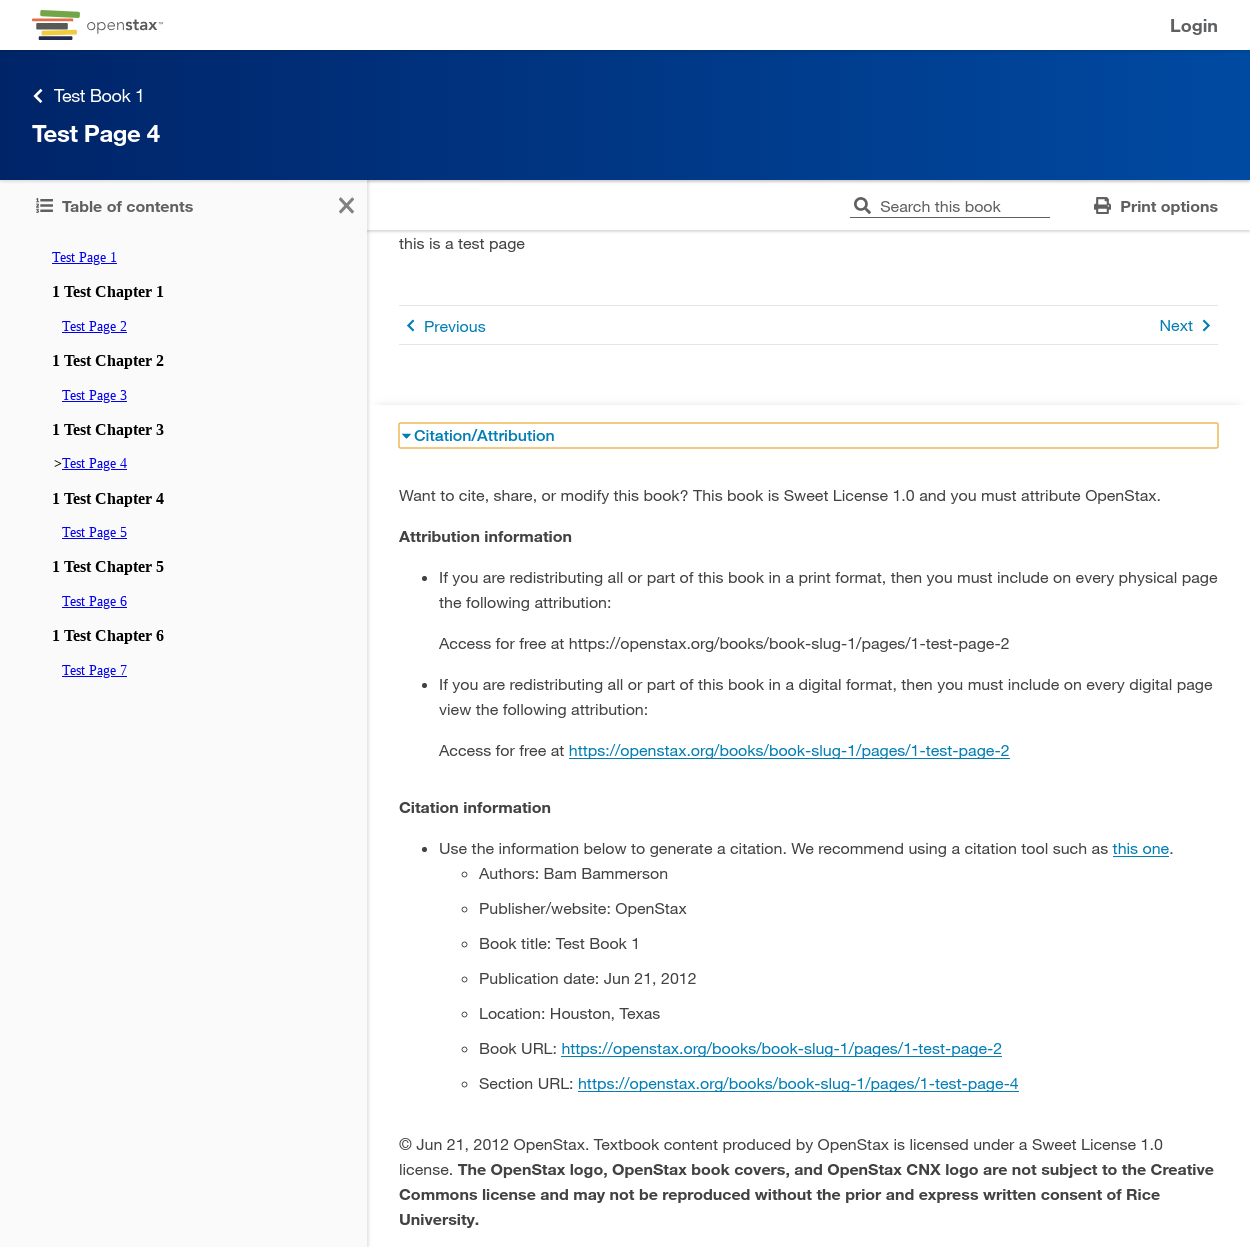 openstax™
Login
Test Book 1
Test Page 4
Table of contents
Search this book
Print options
Test Page 1
1 Test Chapter 1
Test Page 2
1 Test Chapter 2
Test Page 3
1 Test Chapter 3
>Test Page 4
1 Test Chapter 4
Test Page 5
1 Test Chapter 5
Test Page 6
1 Test Chapter 6
Test Page 7
this is a test page
Previous
Next
Citation/Attribution
Want to cite, share, or modify this book? This book is Sweet License 1.0 and you must attribute OpenStax.
Attribution information
If you are redistributing all or part of this book in a print format, then you must include on every physical page
the following attribution:
Access for free at https://openstax.org/books/book-slug-1/pages/1-test-page-2
If you are redistributing all or part of this book in a digital format, then you must include on every digital page
view the following attribution:
Access for free at https://openstax.org/books/book-slug-1/pages/1-test-page-2
Citation information
Use the information below to generate a citation. We recommend using a citation tool such as this one.
Authors: Bam Bammerson
Publisher/website: OpenStax
Book title: Test Book 1
Publication date: Jun 21, 2012
Location: Houston, Texas
Book URL: https://openstax.org/books/book-slug-1/pages/1-test-page-2
Section URL: https://openstax.org/books/book-slug-1/pages/1-test-page-4
© Jun 21, 2012 OpenStax. Textbook content produced by OpenStax is licensed under a Sweet License 1.0
license. The OpenStax logo, OpenStax book covers, and OpenStax CNX logo are not subject to the Creative
Commons license and may not be reproduced without the prior and express written consent of Rice
University.